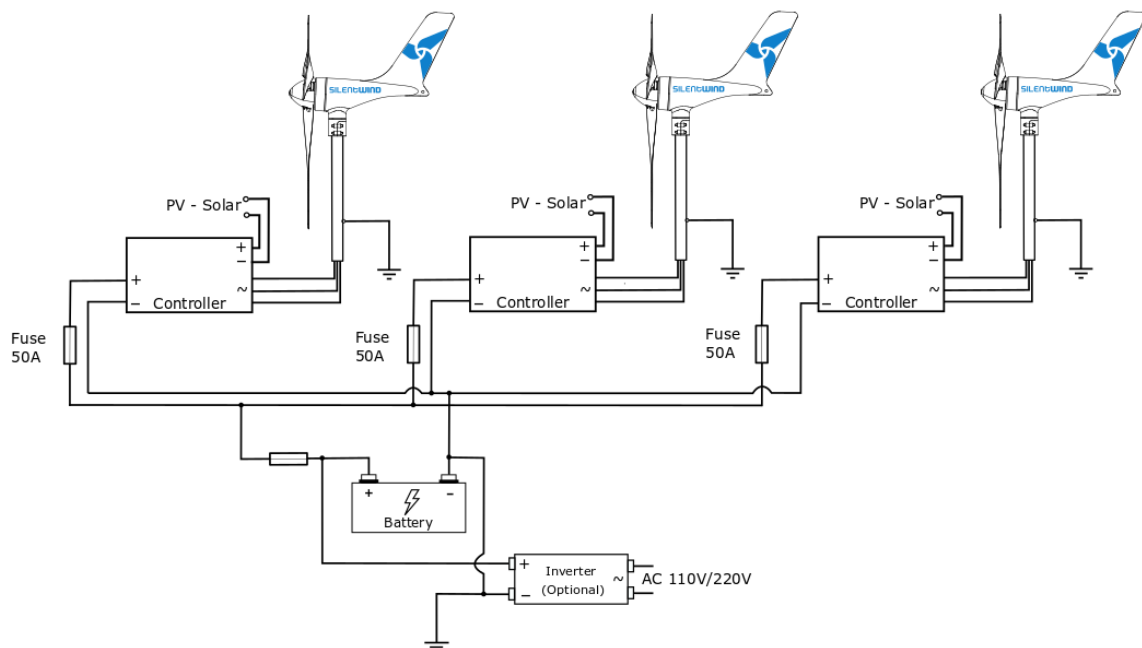 SILENTWIND
SILENTWIND
SILENTWIND
PV - Solar
PV - Solar
PV - Solar
+
−
+
−
~
Controller
+
−
+
−
~
Controller
+
−
+
−
~
Controller
Fuse
50A
Fuse
50A
Fuse
50A
+ -
Battery
+
−
Inverter
(Optional)
~
AC 110V/220V